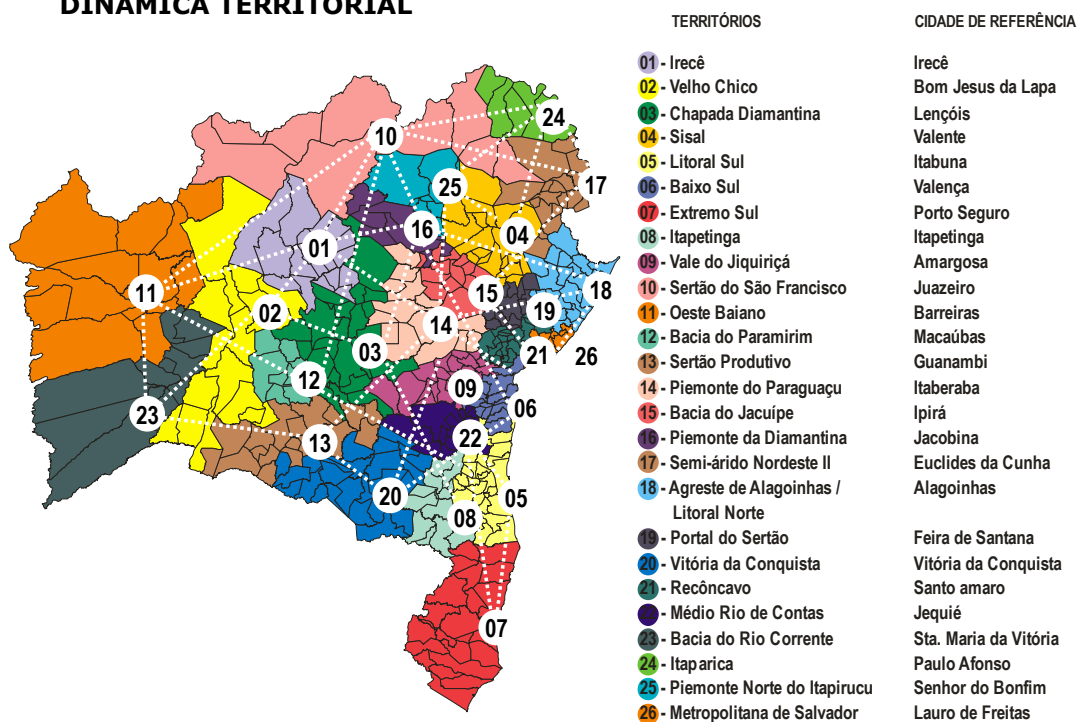 DINÂMICA TERRITORIAL
TERRITÓRIOS CIDADE DE REFERÊNCIA
01 - Irecê Irecê
02 - Velho Chico Bom Jesus da Lapa
03 - Chapada Diamantina Lençóis
04 - Sisal Valente
05 - Litoral Sul Itabuna
06 - Baixo Sul Valença
07 - Extremo Sul Porto Seguro
08 - Itapetinga Itapetinga
09 - Vale do Jiquiriçá Amargosa
10 - Sertão do São Francisco Juazeiro
11 - Oeste Baiano Barreiras
12 - Bacia do Paramirim Macaúbas
13 - Sertão Produtivo Guanambi
14 - Piemonte do Paraguaçu Itaberaba
15 - Bacia do Jacuípe Ipirá
16 - Piemonte da Diamantina Jacobina
17 - Semi-árido Nordeste II Euclides da Cunha
18 - Agreste de Alagoinhas / Alagoinhas
Litoral Norte
19 - Portal do Sertão Feira de Santana
20 - Vitória da Conquista Vitória da Conquista
21 - Recôncavo Santo amaro
22 - Médio Rio de Contas Jequié
23 - Bacia do Rio Corrente Sta. Maria da Vitória
24 - Itaparica Paulo Afonso
25 - Piemonte Norte do Itapirucu Senhor do Bonfim
26 - Metropolitana de Salvador Lauro de Freitas
24
10
25
17
16
04
01
11
15
18
02
19
14
03
21
26
12
09
06
23
22
13
20
05
08
07